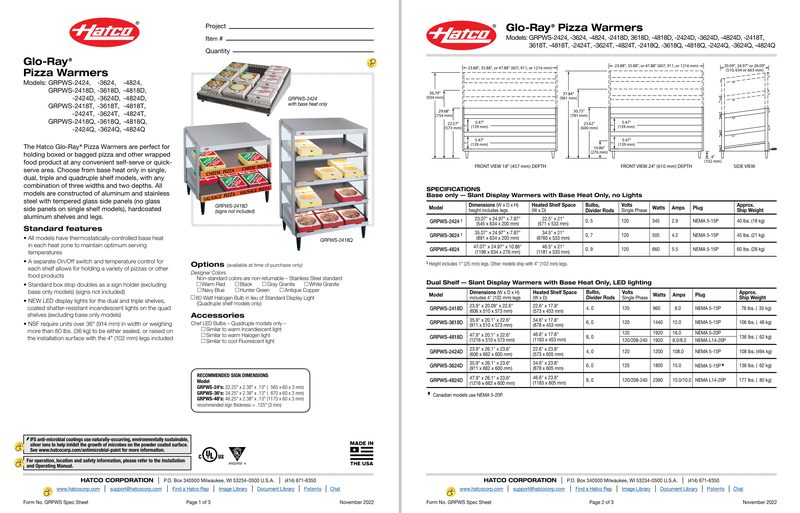 Hatco
Project
Item #
Quantity
Glo-Ray®
Pizza Warmers
Models: GRPWS-2424, -3624, -4824,
GRPWS-2418D, -3618D, -4818D,
-2424D, -3624D, -4824D,
GRPWS-2418T, -3618T, -4818T,
-2424T, -3624T, -4824T,
GRPWS-2418Q, -3618Q, -4818Q,
-2424Q, -3624Q, -4824Q
GRPWS-2424
with base heat only
The Hatco Glo-Ray® Pizza Warmers are perfect for
holding boxed or bagged pizza and other wrapped
food product at any convenient self-serve or quick-
serve area. Choose from base heat only in single,
dual, triple and quadruple shelf models, with any
combination of three widths and two depths. All
models are constructed of aluminum and stainless
steel with tempered glass side panels (no glass
side panels on single shelf models), hardcoated
aluminum shelves and legs.
CHEESE PIZZA CHEESE PIZZA
SAUSAGE PIZZA SAUSAGE PIZZA
GRPWS-2418D
(signs not included)
GRPWS-2418Q
Standard features
• All models have thermostatically-controlled base heat
in each heat zone to maintain optimum serving
temperatures
• A separate On/Off switch and temperature control for
each shelf allows for holding a variety of pizzas or other
food products
• Standard box stop doubles as a sign holder (excluding
base only models) (signs not included)
• NEW LED display lights for the dual and triple shelves,
coated shatter-resistant incandescent lights on the quad
shelves (excluding base only models)
• NSF require units over 36" (914 mm) in width or weighing
more than 80 lbs. (36 kg) to be either sealed, or raised on
the installation surface with the 4" (102 mm) legs included
Options (available at time of purchase only)
Designer Colors
Non-standard colors are non-returnable – Stainless Steel standard
☐Warm Red ☐Black ☐Gray Granite ☐White Granite
☐Navy Blue ☐Hunter Green ☐Antique Copper
☐60 Watt Halogen Bulb in lieu of Standard Display Light
(Quadruple shelf models only)
Accessories
Chef LED Bulbs – Quadruple models only –
☐Similar to warm Incandescent light
☐Similar to warm Halogen light
☐Similar to cool Fluorescent light
RECOMMENDED SIGN DIMENSIONS
Model
GRPWS-24's: 22.25" x 2.38" x .13" ( 565 x 60 x 3 mm)
GRPWS-36's: 34.25" x 2.38" x .13" ( 870 x 60 x 3 mm)
GRPWS-48's: 46.25" x 2.38" x .13" (1175 x 60 x 3 mm)
recommended sign thickness = .125" (3 mm)
IFS anti-microbial coatings use naturally-occurring, environmentally sustainable,
silver ions to help inhibit the growth of microbes on the powder coated surface.
See www.hatcocorp.com/antimicrobial-paint for more information.
For operation, location and safety information, please refer to the Installation
and Operating Manual.
MADE IN
THE USA
HATCO CORPORATION | P.O. Box 340500 Milwaukee, WI 53234-0500 U.S.A. | (414) 671-6350
www.hatcocorp.com | support@hatcocorp.com | Find a Hatco Rep | Image Library | Document Library | Patents | Chat
Form No. GRPWS Spec Sheet Page 1 of 3 November 2022
Hatco
Glo-Ray® Pizza Warmers
Models: GRPWS-2424, -3624, -4824, -2418D, 3618D, -4818D, -2424D, -3624D, -4824D, -2418T,
3618T, -4818T, -2424T, -3624T, -4824T, -2418Q, -3618Q, -4818Q, -2424Q, -3624Q, -4824Q
23.88", 35.88", or 47.88" (607, 911, or 1216 mm)
23.88", 35.88", or 47.88" (607, 911, or 1216 mm)
20.09", 24.97" or 26.09"
(510, 634 or 663 mm)
36.79"
(934 mm)
29.68"
(754 mm)
22.57"
(573 mm)
5.47"
(139 mm)
5.47"
(139 mm)
37.84"
(961 mm)
30.73"
(781 mm)
23.62"
(600 mm)
10.86"
(276 mm)
5.47"
(139 mm)
5.47"
(139 mm)
4"
(102 mm)
FRONT VIEW 18" (457 mm) DEPTH
FRONT VIEW 24" (610 mm) DEPTH
SIDE VIEW
SPECIFICATIONS
Base only — Slant Display Warmers with Base Heat Only, no Lights
Model | Dimensions (W x D x H) height includes legs | Heated Shelf Space (W x D) | Bulbs, Divider Rods | Volts Single Phase | Watts | Amps | Plug | Approx. Ship Weight
GRPWS-2424 ‡ | 23.07" x 24.97" x 7.87" (545 x 634 x 200 mm) | 22.5" x 21" (571 x 533 mm) | 0, 5 | 120 | 345 | 2.9 | NEMA 5-15P | 40 lbs. (18 kg)
GRPWS-3624 ‡ | 35.07" x 24.97" x 7.87" (891 x 634 x 200 mm) | 34.5" x 21" (8760 x 533 mm) | 0, 7 | 120 | 505 | 4.2 | NEMA 5-15P | 45 lbs. (21 kg)
GRPWS-4824 | 47.07" x 24.97" x 10.86" (1196 x 634 x 276 mm) | 46.5" x 21" (1181 x 533 mm) | 0, 9 | 120 | 660 | 5.5 | NEMA 5-15P | 60 lbs. (28 kg)
‡ Height includes 1" (25 mm) legs. Other models ship with 4" (102 mm) legs.
Dual Shelf — Slant Display Warmers with Base Heat Only, LED lighting
Model | Dimensions (W x D x H) includes 4" (102 mm) legs | Heated Shelf Space (W x D) | Bulbs, Divider Rods | Volts Single Phase | Watts | Amps | Plug | Approx. Ship Weight
GRPWS-2418D | 23.9" x 20.09" x 22.6" (606 x 510 x 573 mm) | 22.6" x 17.8" (573 x 453 mm) | 4, 0 | 120 | 960 | 8.0 | NEMA 5-15P | 78 lbs. ( 35 kg)
GRPWS-3618D | 35.9" x 20.1" x 22.6" (911 x 510 x 573 mm) | 34.6" x 17.8" (878 x 453 mm) | 6, 0 | 120 | 1440 | 12.0 | NEMA 5-15P | 106 lbs. ( 48 kg)
GRPWS-4818D | 47.9" x 20.1" x 22.6" (1216 x 510 x 573 mm) | 46.6" x 17.8" (1183 x 453 mm) | 8, 0 | 120 | 1920 | 16.0 | NEMA 5-20P | 136 lbs. ( 62 kg)
120/208-240 | 1920 | 8.0/8.0 | NEMA L14-20P
GRPWS-2424D | 23.9" x 26.1" x 23.6" (606 x 662 x 600 mm) | 22.6" x 23.8" (573 x 605 mm) | 4, 0 | 120 | 1200 | 108.0 | NEMA 5-15P | 108 lbs. (494 kg)
GRPWS-3624D | 35.9" x 26.1" x 23.6" (911 x 662 x 600 mm) | 34.6" x 23.8" (878 x 605 mm) | 6, 0 | 120 | 1800 | 15.0 | NEMA 5-15P | 136 lbs. ( 62 kg)
GRPWS-4824D | 47.9" x 26.1" x 23.6" (1216 x 662 x 600 mm) | 46.6" x 23.8" (1183 x 605 mm) | 8, 0 | 120/208-240 | 2390 | 10.0/10.0 | NEMA L14-20P | 177 lbs. ( 80 kg)
Canadian models use NEMA 5-20P.
HATCO CORPORATION | P.O. Box 340500 Milwaukee, WI 53234-0500 U.S.A. | (414) 671-6350
www.hatcocorp.com | support@hatcocorp.com | Find a Hatco Rep | Image Library | Document Library | Patents | Chat
Form No. GRPWS Spec Sheet Page 2 of 3 November 2022